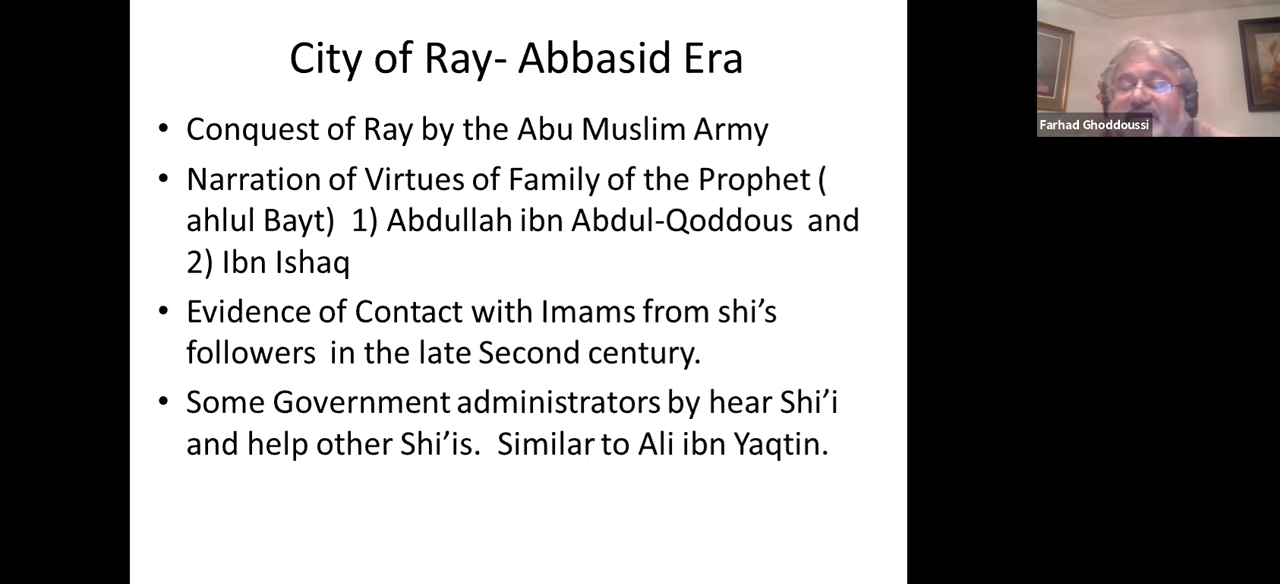 City of Ray- Abbasid Era
• Conquest of Ray by the Abu Muslim Army
• Narration of Virtues of Family of the Prophet (
ahlul Bayt)  1) Abdullah ibn Abdul-Qoddous  and
2) Ibn Ishaq
• Evidence of Contact with Imams from shi’s
followers  in the late Second century.
• Some Government administrators by hear Shi’i
and help other Shi’is.  Similar to Ali ibn Yaqtin.
Farhad Ghoddoussi